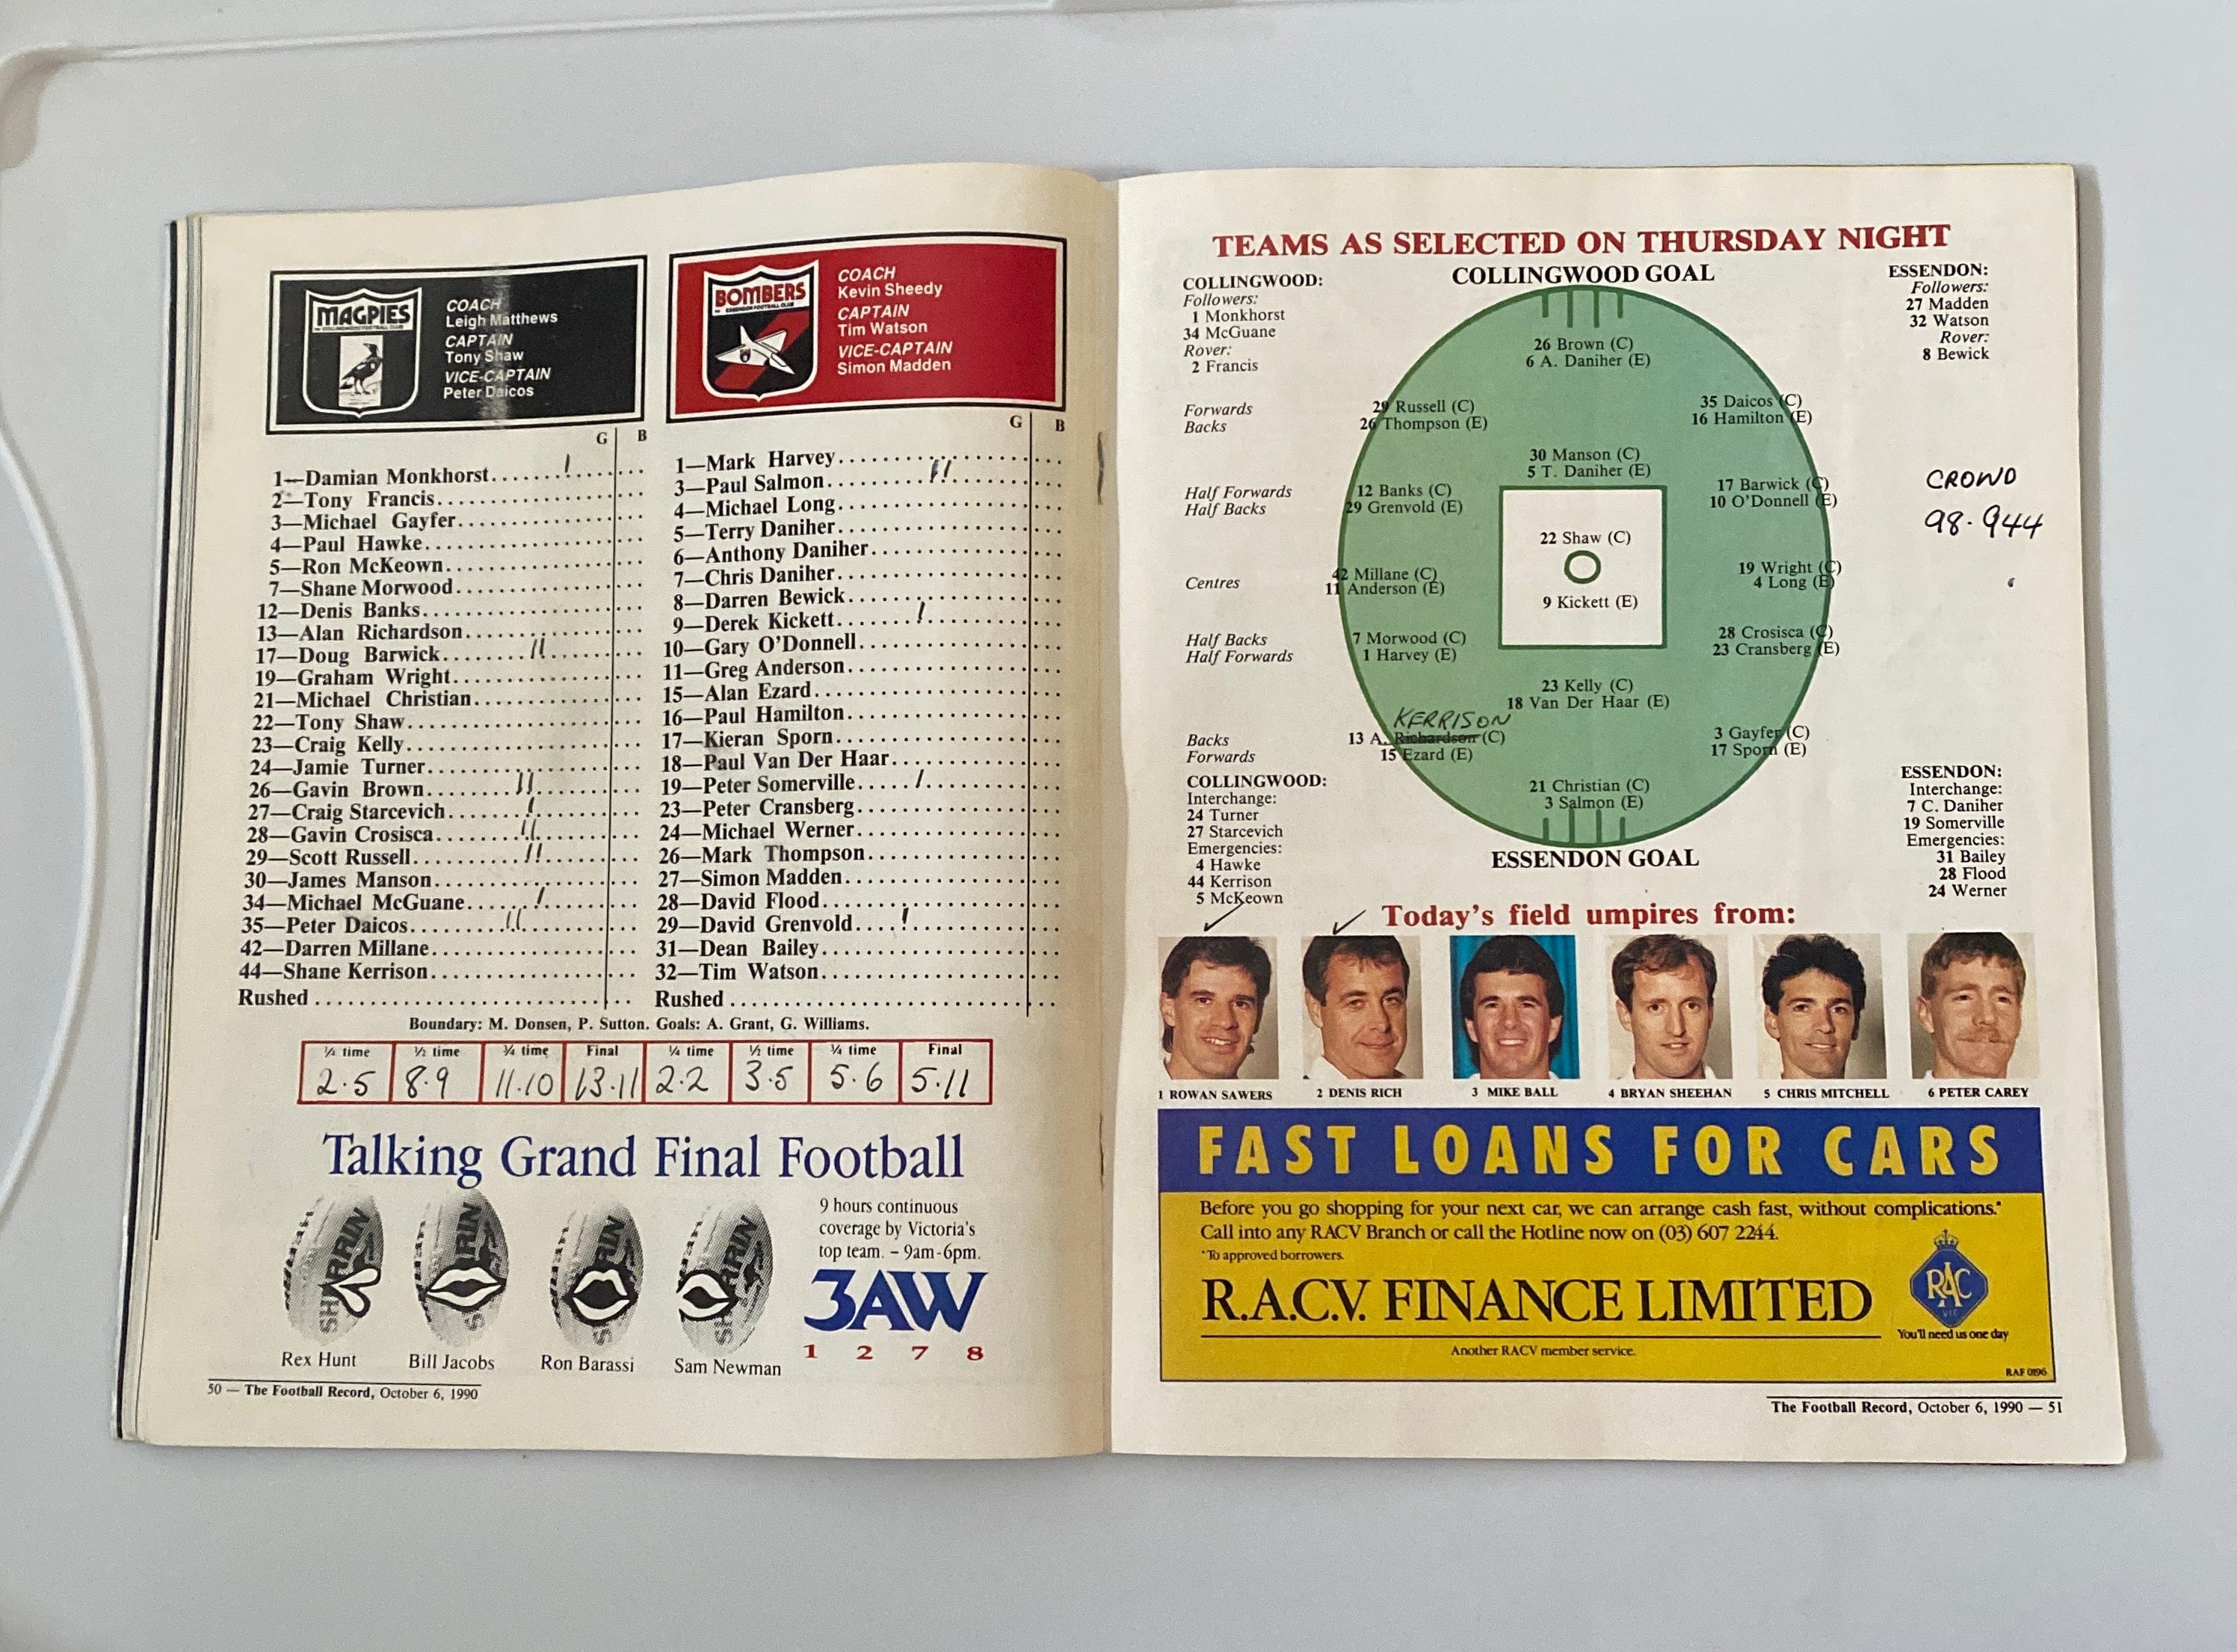 MAGPIES
COACH
Leigh Matthews
CAPTAIN
Tony Shaw
VICE-CAPTAIN
Peter Daicos
G B
1—Damian Monkhorst
2—Tony Francis
3—Michael Gayfer
4—Paul Hawke
5—Ron McKeown
7—Shane Morwood
12—Denis Banks
13—Alan Richardson
17—Doug Barwick
19—Graham Wright
21—Michael Christian
22—Tony Shaw
23—Craig Kelly
24—Jamie Turner
26—Gavin Brown
27—Craig Starcevich
28—Gavin Crosisca
29—Scott Russell
30—James Manson
34—Michael McGuane
35—Peter Daicos
42—Darren Millane
44—Shane Kerrison
Rushed
BOMBERS
ESSENDON FOOTBALL CLUB
COACH
Kevin Sheedy
CAPTAIN
Tim Watson
VICE-CAPTAIN
Simon Madden
G B
1—Mark Harvey
3—Paul Salmon
4—Michael Long
5—Terry Daniher
6—Anthony Daniher
7—Chris Daniher
8—Darren Bewick
9—Derek Kickett
10—Gary O'Donnell
11—Greg Anderson
15—Alan Ezard
16—Paul Hamilton
17—Kieran Sporn
18—Paul Van Der Haar
19—Peter Somerville
23—Peter Cransberg
24—Michael Werner
26—Mark Thompson
27—Simon Madden
28—David Flood
29—David Grenvold
31—Dean Bailey
32—Tim Watson
Rushed
Boundary: M. Donsen, P. Sutton. Goals: A. Grant, G. Williams.
¼ time ½ time ¾ time Final ¼ time ½ time ¾ time Final
2.5 8.9 11.10 13.11 2.2 3.5 5.6 5.11
Talking Grand Final Football
SHERRIN
9 hours continuous
coverage by Victoria's
top team. – 9am-6pm.
3AW
1 2 7 8
Rex Hunt Bill Jacobs Ron Barassi Sam Newman
50 — The Football Record, October 6, 1990
TEAMS AS SELECTED ON THURSDAY NIGHT
COLLINGWOOD GOAL
COLLINGWOOD:
Followers:
1 Monkhorst
34 McGuane
Rover:
2 Francis
ESSENDON:
Followers:
27 Madden
32 Watson
Rover:
8 Bewick
26 Brown (C)
6 A. Daniher (E)
Forwards
Backs
29 Russell (C)
26 Thompson (E)
35 Daicos (C)
16 Hamilton (E)
30 Manson (C)
5 T. Daniher (E)
Half Forwards
Half Backs
12 Banks (C)
29 Grenvold (E)
17 Barwick (C)
10 O'Donnell (E)
CROWD
98.944
22 Shaw (C)
9 Kickett (E)
Centres
42 Millane (C)
11 Anderson (E)
19 Wright (C)
4 Long (E)
Half Backs
Half Forwards
7 Morwood (C)
1 Harvey (E)
28 Crosisca (C)
23 Cransberg (E)
23 Kelly (C)
18 Van Der Haar (E)
KERRISON
Backs
Forwards
13 A. Richardson (C)
15 Ezard (E)
3 Gayfer (C)
17 Sporn (E)
21 Christian (C)
3 Salmon (E)
ESSENDON GOAL
COLLINGWOOD:
Interchange:
24 Turner
27 Starcevich
Emergencies:
4 Hawke
44 Kerrison
5 McKeown
ESSENDON:
Interchange:
7 C. Daniher
19 Somerville
Emergencies:
31 Bailey
28 Flood
24 Werner
Today's field umpires from:
1 ROWAN SAWERS 2 DENIS RICH 3 MIKE BALL 4 BRYAN SHEEHAN 5 CHRIS MITCHELL 6 PETER CAREY
FAST LOANS FOR CARS
Before you go shopping for your next car, we can arrange cash fast, without complications.*
Call into any RACV Branch or call the Hotline now on (03) 607 2244.
*To approved borrowers.
R.A.C.V. FINANCE LIMITED
RAC
VIC
You'll need us one day
Another RACV member service.
RAF 0196
The Football Record, October 6, 1990 — 51